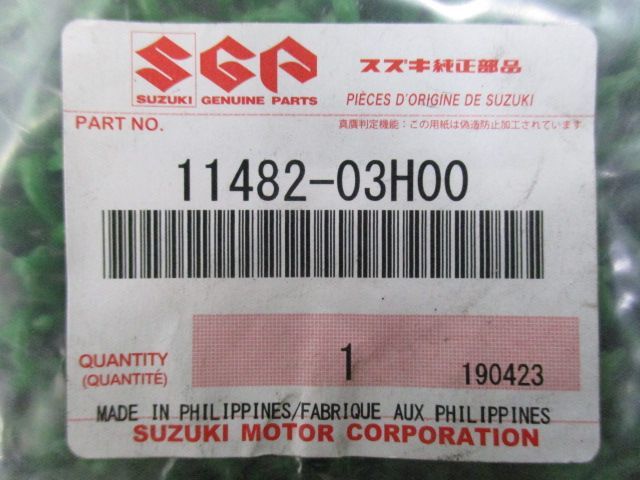 SGP スズキ純正部品
SUZUKI GENUINE PARTS PIÈCES D'ORIGINE DE SUZUKI
PART NO. 真贋判定機能：この用紙は偽造防止加工されています
11482-03H00
QUANTITY
(QUANTITÉ) 1 190423
MADE IN PHILIPPINES/FABRIQUE AUX PHILIPPINES
SUZUKI MOTOR CORPORATION